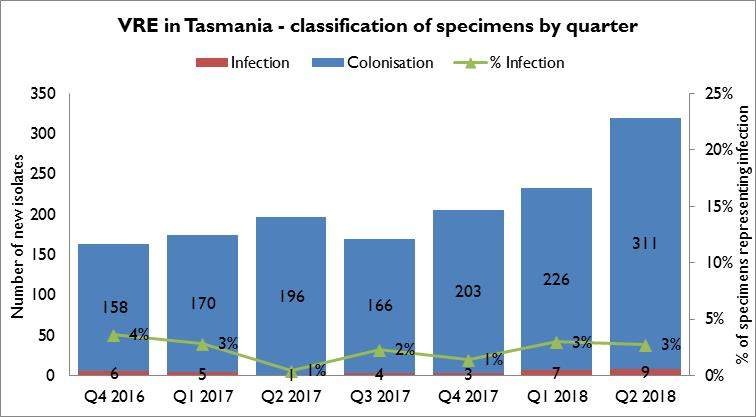 VRE in Tasmania - classification of specimens by quarter
Infection Colonisation % Infection
350 25%
300
20%
250
200 15%
150 10%
100
5%
50
0 0%
Number of new isolates
% of specimens representing infection
158 170 196 166 203 226 311
4% 3% 1% 2% 1% 3% 3%
6 5 1 4 3 7 9
Q4 2016 Q1 2017 Q2 2017 Q3 2017 Q4 2017 Q1 2018 Q2 2018